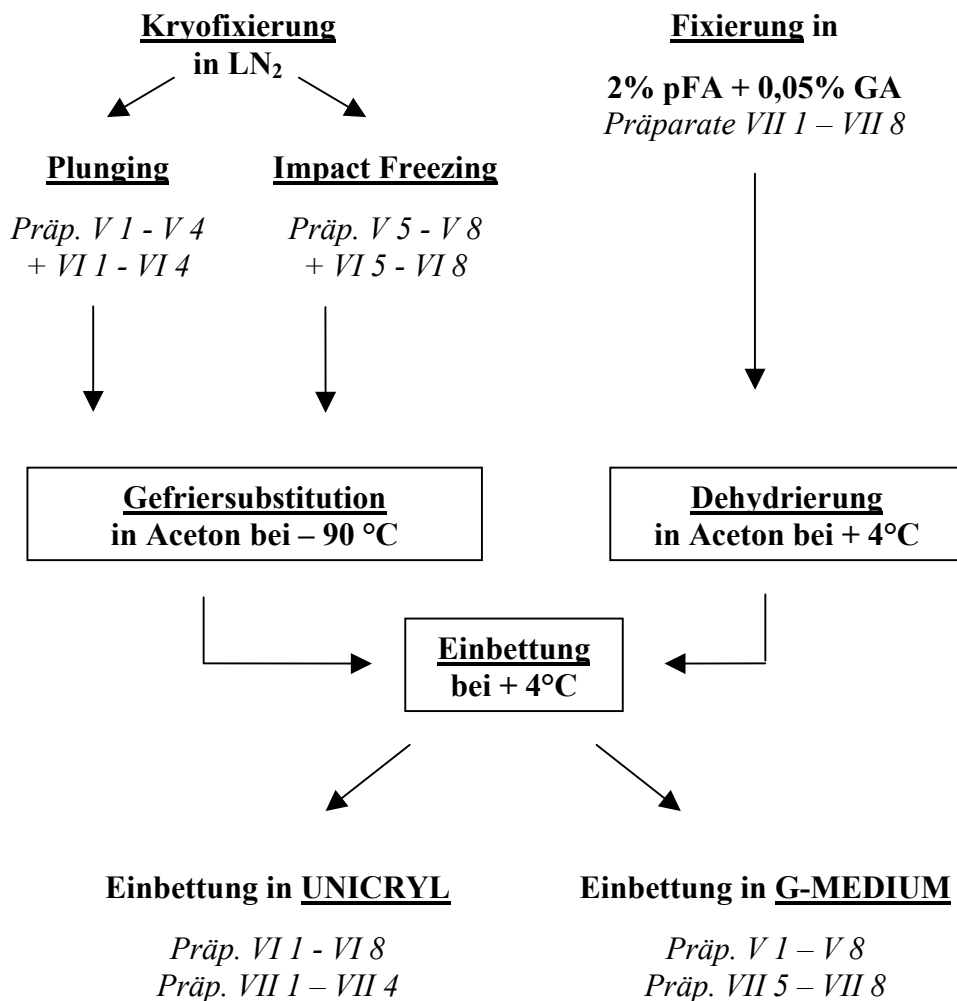 Kryofixierung
in LN₂
Plunging
Präp. V 1 - V 4
+ VI 1 - VI 4
Impact Freezing
Präp. V 5 - V 8
+ VI 5 - VI 8
Fixierung in
2% pFA + 0,05% GA
Präparate VII 1 – VII 8
Gefriersubstitution
in Aceton bei – 90 °C
Dehydrierung
in Aceton bei + 4°C
Einbettung
bei + 4°C
Einbettung in UNICRYL
Präp. VI 1 - VI 8
Präp. VII 1 – VII 4
Einbettung in G-MEDIUM
Präp. V 1 – V 8
Präp. VII 5 – VII 8